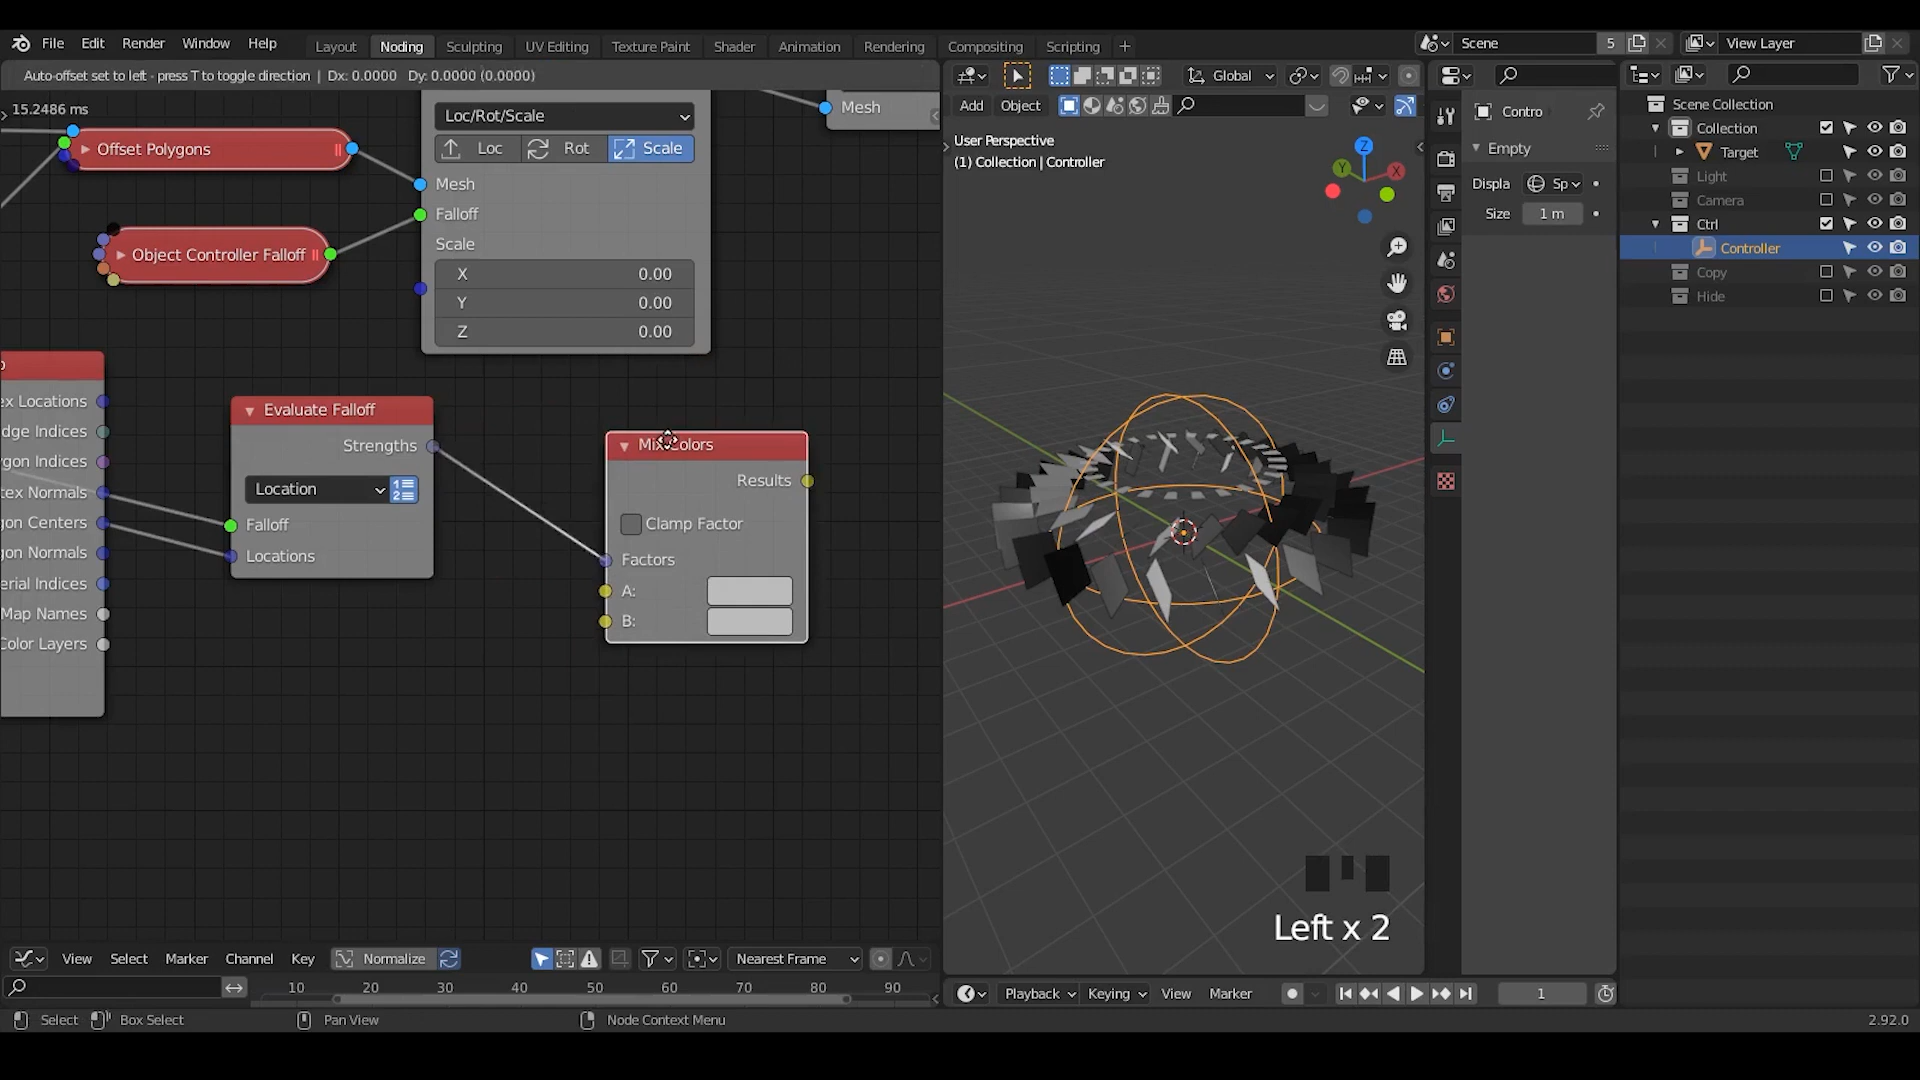 File Edit Render Window Help Layout Noding Sculpting UV Editing Texture Paint Shader Animation Rendering Compositing Scripting + Scene 5 View Layer
Auto-offset set to left - press T to toggle direction | Dx: 0.0000 Dy: 0.0000 (0.0000)
Global
15.2486 ms
Add Object
User Perspective
(1) Collection | Controller
Z
Y
X
Loc/Rot/Scale
Loc Rot Scale
Mesh
Falloff
Scale
X 0.00
Y 0.00
Z 0.00
Mesh
Offset Polygons
Object Controller Falloff
ex Locations
dge Indices
ygon Indices
tex Normals
gon Centers
gon Normals
erial Indices
Map Names
Color Layers
Evaluate Falloff
Strengths
Location
Falloff
Locations
Results
Clamp Factor
Factors
A:
B:
Left x 2
Contro
Empty
Displa Sp
Size 1 m
Scene Collection
Collection
Target
Light
Camera
Ctrl
Controller
Copy
Hide
View Select Marker Channel Key Normalize Nearest Frame
10 20 30 40 50 60 70 80 90
Playback Keying View Marker 1
Select Box Select Pan View Node Context Menu 2.92.0